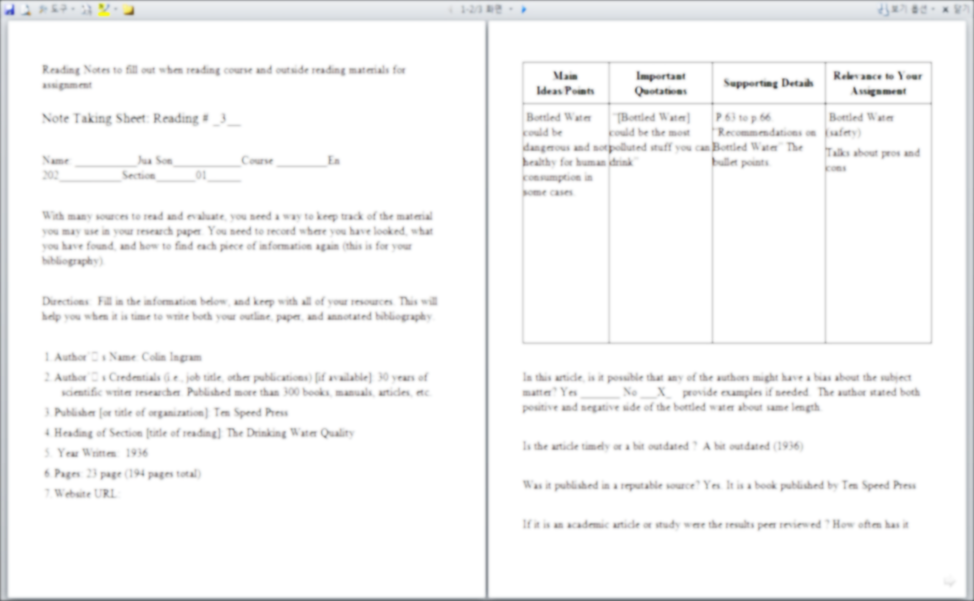 도구
1-2/3 화면
보기 옵션
닫기
Reading Notes to fill out when reading course and outside reading materials for
assignment
Note Taking Sheet: Reading # _3__
Name: ____________Jua Son_____________Course __________En
202____________Section________01______
With many sources to read and evaluate, you need a way to keep track of the material
you may use in your research paper. You need to record where you have looked, what
you have found, and how to find each piece of information again (this is for your
bibliography).
Directions: Fill in the information below, and keep with all of your resources. This will
help you when it is time to write both your outline, paper, and annotated bibliography.
1. Author's Name: Colin Ingram
2. Author's Credentials (i.e., job title, other publications) [if available]: 30 years of
scientific writer researcher. Published more than 300 books, manuals, articles, etc.
3. Publisher [or title of organization]: Ten Speed Press
4. Heading of Section [title of reading]: The Drinking Water Quality
5. Year Written: 1936
6. Pages: 23 page (194 pages total)
7. Website URL:
Main
Ideas/Points
Important
Quotations
Supporting Details
Relevance to Your
Assignment
Bottled Water
could be
dangerous and not
healthy for human
consumption in
some cases.
"[Bottled Water]
could be the most
polluted stuff you can
drink"
P.63 to p.66.
"Recommendations on
Bottled Water" The
bullet points.
Bottled Water
(safety)
Talks about pros and
cons
In this article, is it possible that any of the authors might have a bias about the subject
matter? Yes _______ No ___X_ provide examples if needed. The author stated both
positive and negative side of the bottled water about same length.
Is the article timely or a bit outdated ? A bit outdated (1936)
Was it published in a reputable source? Yes. It is a book published by Ten Speed Press
If it is an academic article or study were the results peer reviewed ? How often has it